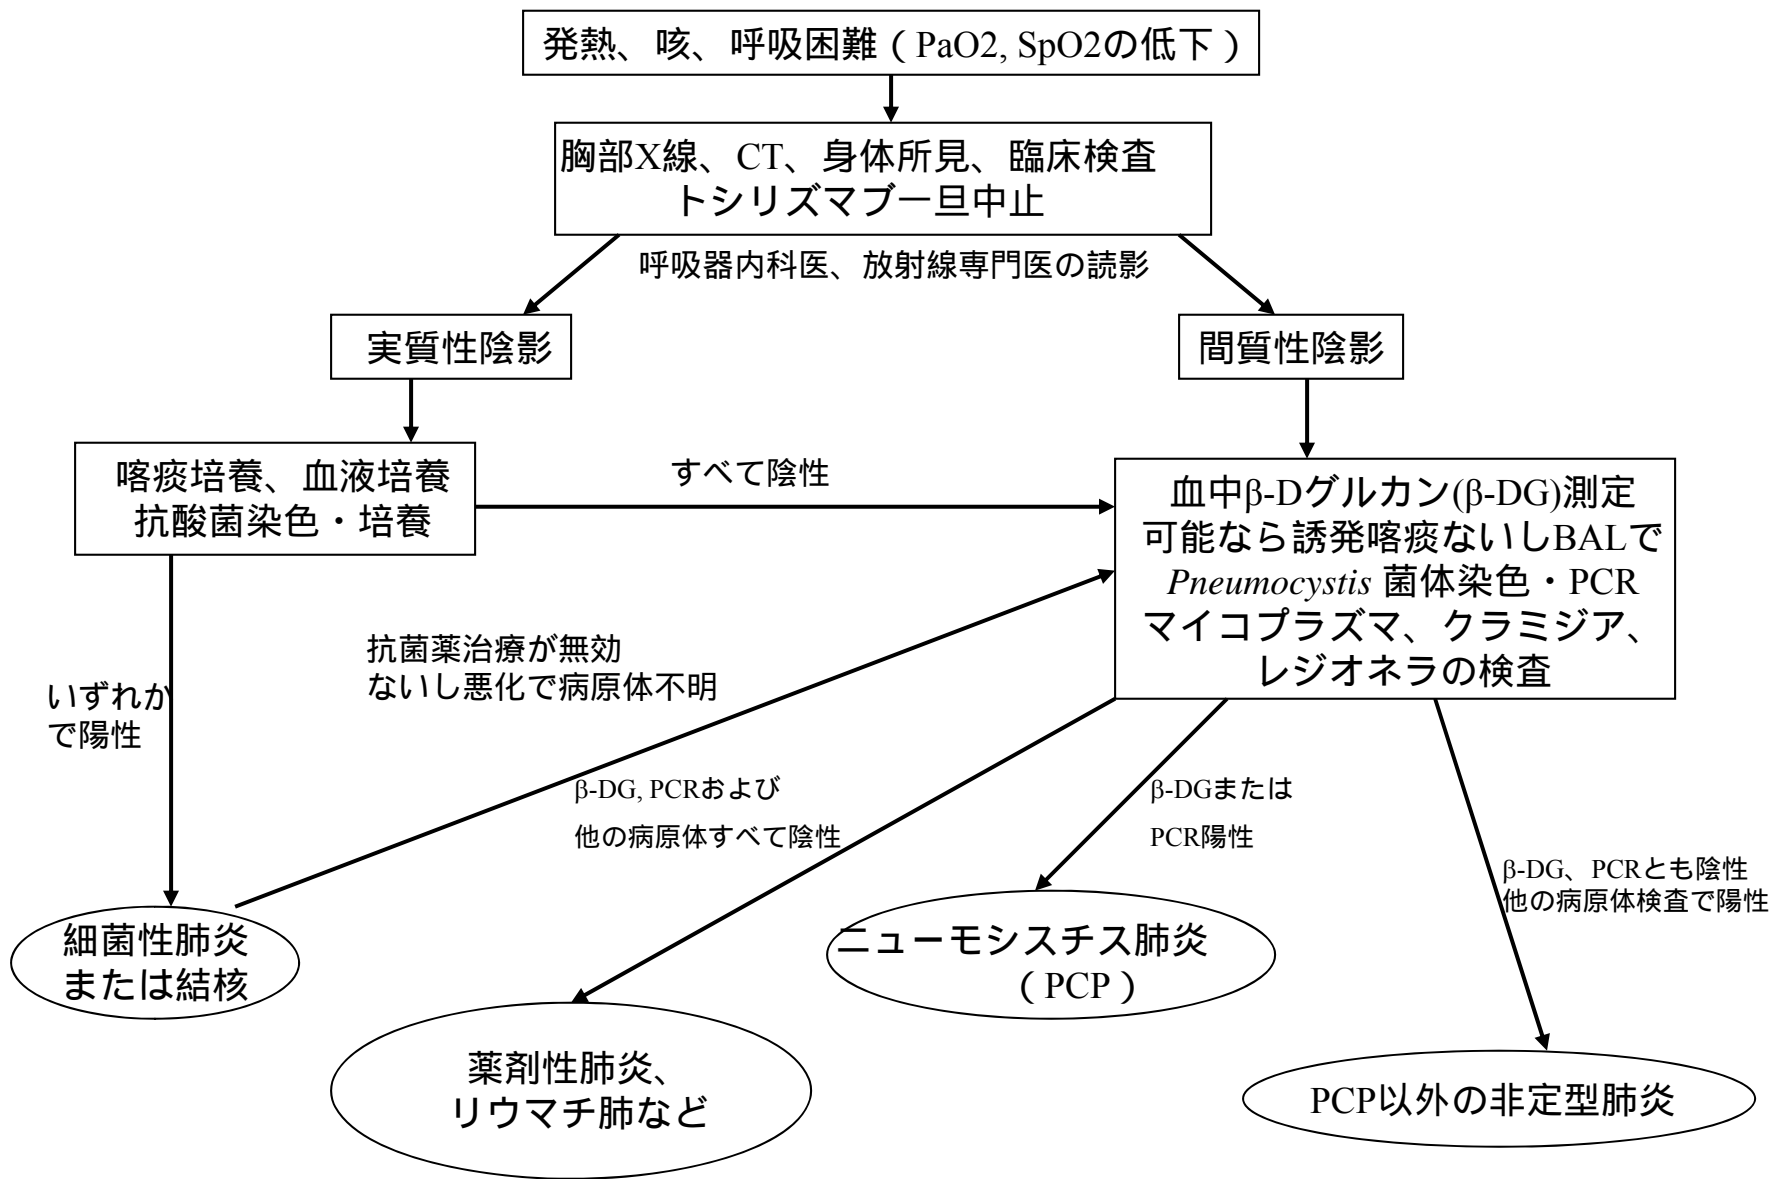 発熱、咳、呼吸困難（PaO2, SpO2の低下）
胸部X線、CT、身体所見、臨床検査
トシリズマブ一旦中止
呼吸器内科医、放射線専門医の読影
実質性陰影
間質性陰影
喀痰培養、血液培養
抗酸菌染色・培養
すべて陰性
血中β-Dグルカン(β-DG)測定
可能なら誘発喀痰ないしBALで
Pneumocystis 菌体染色・PCR
マイコプラズマ、クラミジア、
レジオネラの検査
抗菌薬治療が無効
ないし悪化で病原体不明
いずれか
で陽性
β-DG, PCRおよび
他の病原体すべて陰性
β-DGまたは
PCR陽性
β-DG、PCRとも陰性
他の病原体検査で陽性
細菌性肺炎
または結核
ニューモシスチス肺炎
（PCP）
薬剤性肺炎、
リウマチ肺など
PCP以外の非定型肺炎